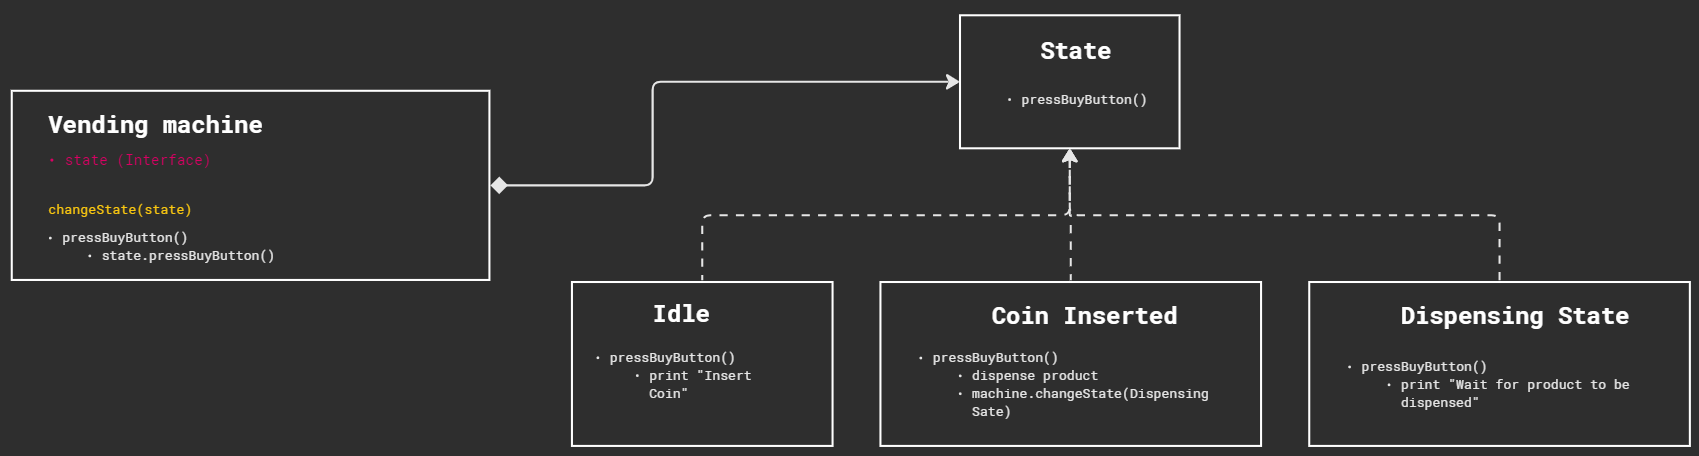 State
• pressBuyButton()
Vending machine
• state (Interface)
changeState(state)
• pressBuyButton()
• state.pressBuyButton()
Idle
• pressBuyButton()
• print "Insert
Coin"
Coin Inserted
• pressBuyButton()
• dispense product
• machine.changeState(Dispensing
Sate)
Dispensing State
• pressBuyButton()
• print "Wait for product to be
dispensed"